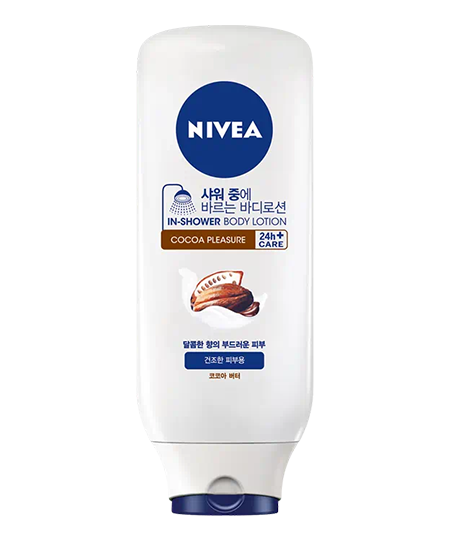 NIVEA
샤워 중에
바르는 바디로션
IN-SHOWER BODY LOTION
COCOA PLEASURE 24h+ CARE
달콤한 향의 부드러운 피부
건조한 피부용
코코아 버터